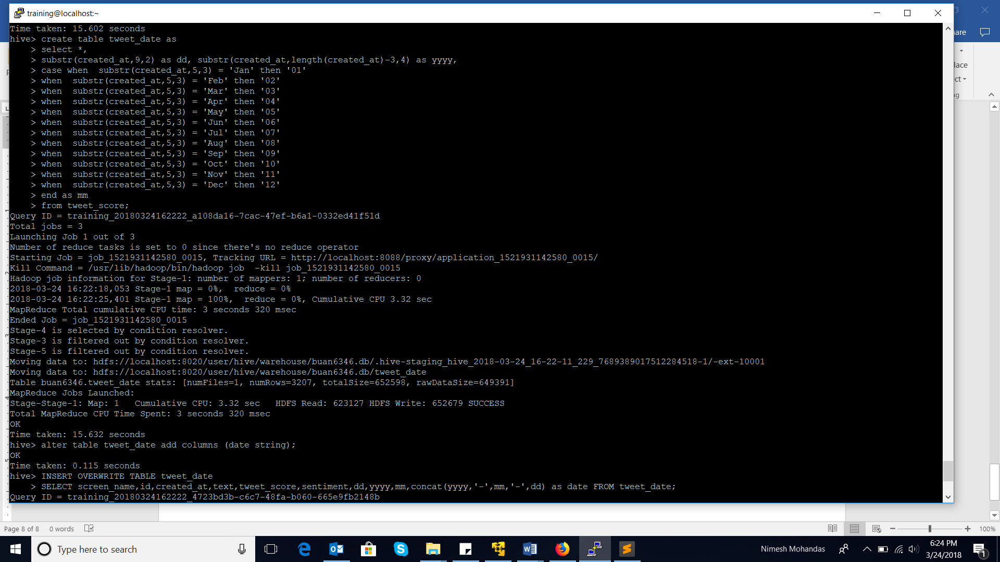 training@localhost:~
Time taken: 15.602 seconds
hive> create table tweet_date as
    > select *,
    > substr(created_at,9,2) as dd, substr(created_at,length(created_at)-3,4) as yyyy,
    > case when  substr(created_at,5,3) = 'Jan' then '01'
    > when  substr(created_at,5,3) = 'Feb' then '02'
    > when  substr(created_at,5,3) = 'Mar' then '03'
    > when  substr(created_at,5,3) = 'Apr' then '04'
    > when  substr(created_at,5,3) = 'May' then '05'
    > when  substr(created_at,5,3) = 'Jun' then '06'
    > when  substr(created_at,5,3) = 'Jul' then '07'
    > when  substr(created_at,5,3) = 'Aug' then '08'
    > when  substr(created_at,5,3) = 'Sep' then '09'
    > when  substr(created_at,5,3) = 'Oct' then '10'
    > when  substr(created_at,5,3) = 'Nov' then '11'
    > when  substr(created_at,5,3) = 'Dec' then '12'
    > end as mm
    > from tweet_score;
Query ID = training_20180324162222_a108da16-7cac-47ef-b6a1-0332ed41f51d
Total jobs = 3
Launching Job 1 out of 3
Number of reduce tasks is set to 0 since there's no reduce operator
Starting Job = job_1521931142580_0015, Tracking URL = http://localhost:8088/proxy/application_1521931142580_0015/
Kill Command = /usr/lib/hadoop/bin/hadoop job  -kill job_1521931142580_0015
Hadoop job information for Stage-1: number of mappers: 1; number of reducers: 0
2018-03-24 16:22:18,053 Stage-1 map = 0%,  reduce = 0%
2018-03-24 16:22:25,401 Stage-1 map = 100%,  reduce = 0%, Cumulative CPU 3.32 sec
MapReduce Total cumulative CPU time: 3 seconds 320 msec
Ended Job = job_1521931142580_0015
Stage-4 is selected by condition resolver.
Stage-3 is filtered out by condition resolver.
Stage-5 is filtered out by condition resolver.
Moving data to: hdfs://localhost:8020/user/hive/warehouse/buan6346.db/.hive-staging_hive_2018-03-24_16-22-11_229_7689389017512284518-1/-ext-10001
Moving data to: hdfs://localhost:8020/user/hive/warehouse/buan6346.db/tweet_date
Table buan6346.tweet_date stats: [numFiles=1, numRows=3207, totalSize=652598, rawDataSize=649391]
MapReduce Jobs Launched:
Stage-Stage-1: Map: 1   Cumulative CPU: 3.32 sec   HDFS Read: 623127 HDFS Write: 652679 SUCCESS
Total MapReduce CPU Time Spent: 3 seconds 320 msec
OK
Time taken: 15.632 seconds
hive> alter table tweet_date add columns (date string);
OK
Time taken: 0.115 seconds
hive> INSERT OVERWRITE TABLE tweet_date
    > SELECT screen_name,id,created_at,text,tweet_score,sentiment,dd,yyyy,mm,concat(yyyy,'-',mm,'-',dd) as date FROM tweet_date;
Query ID = training_20180324162222_4723bd3b-c6c7-48fa-b060-665e9fb2148b
are
lace
ct
g
Page 8 of 8
0 words
100%
Type here to search
Nimesh Mohandas
6:24 PM
3/24/2018
1